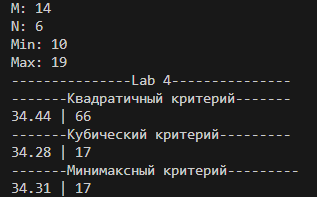 M: 14
N: 6
Min: 10
Max: 19
---------------Lab 4---------------
-------Квадратичный критерий-------
34.44 | 66
-------Кубический критерий---------
34.28 | 17
-------Минимаксный критерий---------
34.31 | 17